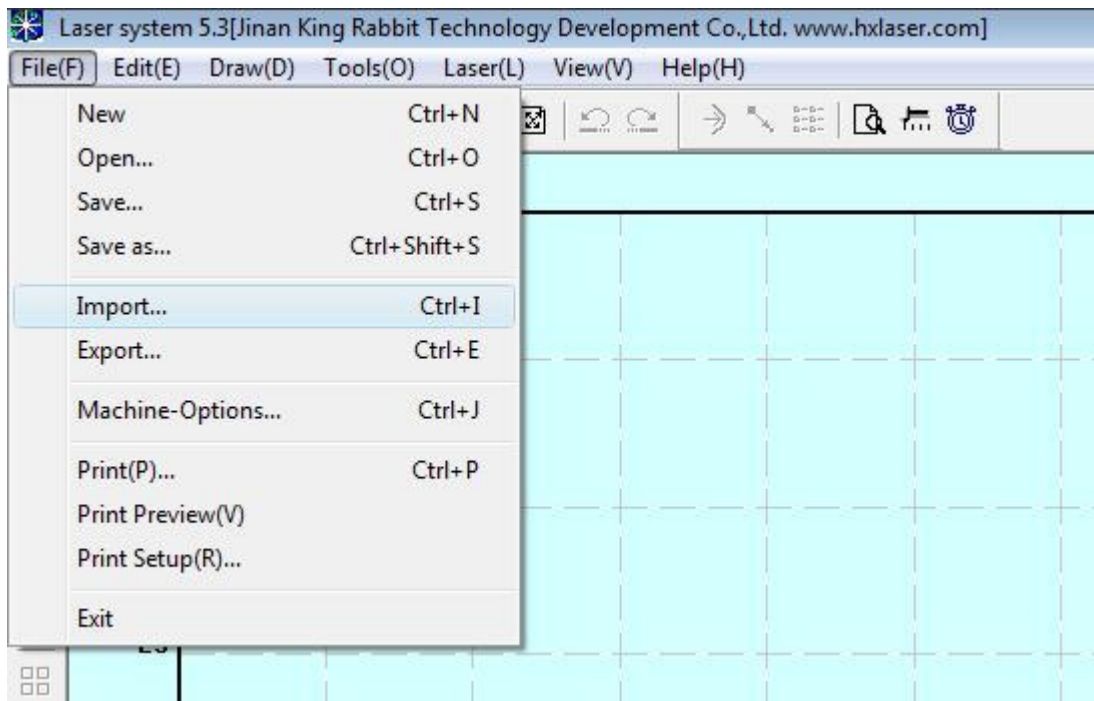 Laser system 5.3[Jinan King Rabbit Technology Development Co.,Ltd. www.hxlaser.com]
File(F) Edit(E) Draw(D) Tools(O) Laser(L) View(V) Help(H)
New Ctrl+N
Open... Ctrl+O
Save... Ctrl+S
Save as... Ctrl+Shift+S
Import... Ctrl+I
Export... Ctrl+E
Machine-Options... Ctrl+J
Print(P)... Ctrl+P
Print Preview(V)
Print Setup(R)...
Exit